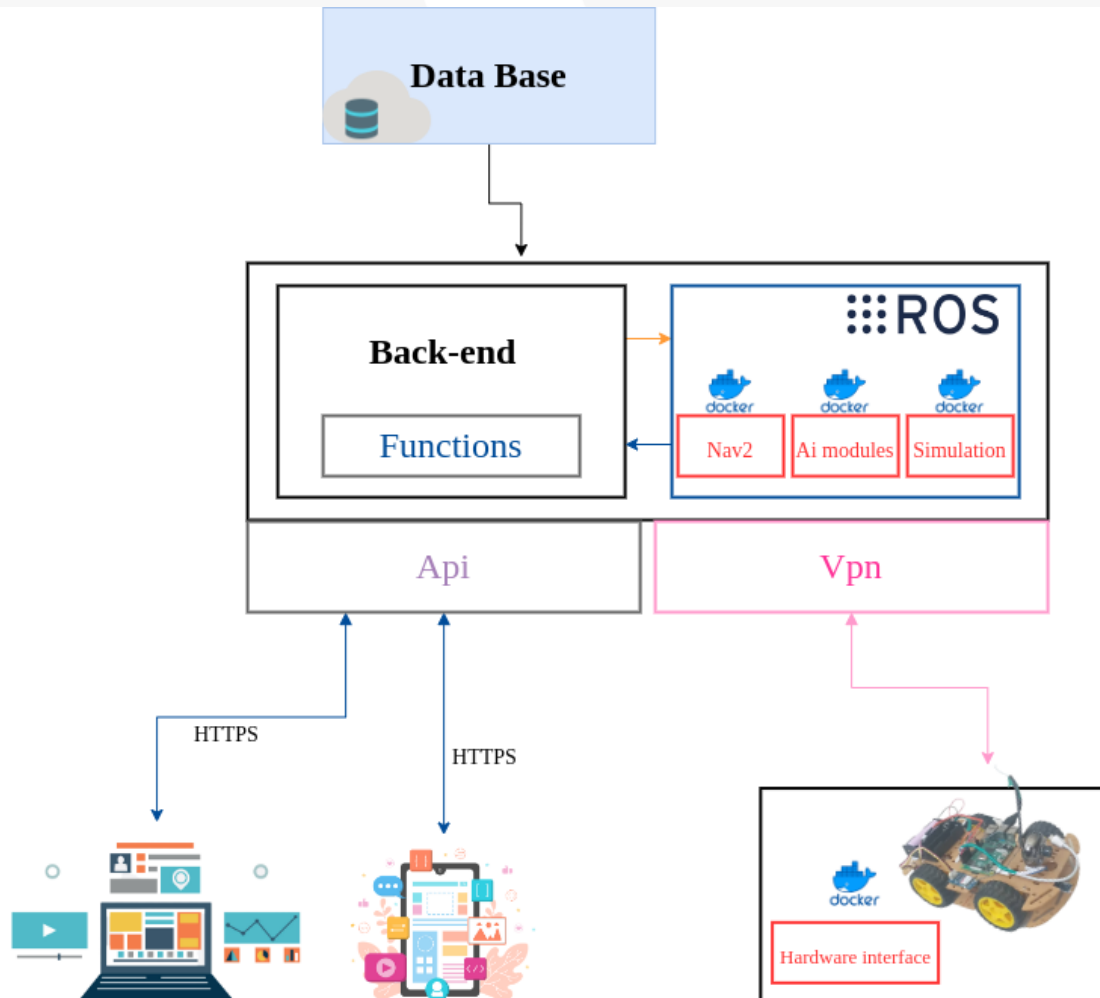 Data Base
Back-end
Functions
ROS
docker
docker
docker
Nav2
Ai modules
Simulation
Api
Vpn
HTTPS
HTTPS
docker
Hardware interface